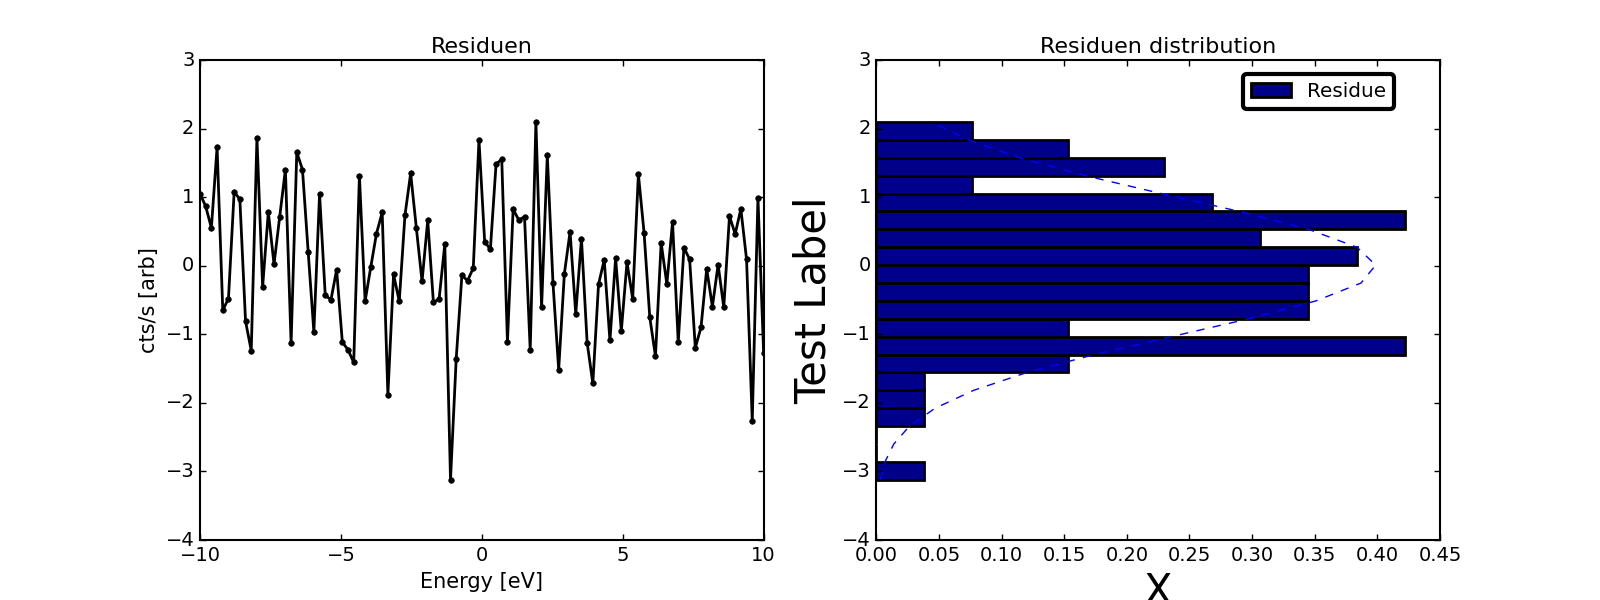 Residuen
3
2
1
0
−1
−2
−3
−4
cts/s [arb]
−10 −5 0 5 10
Energy [eV]
Residuen distribution
Residue
3
2
1
0
−1
−2
−3
−4
Test Label
0.00 0.05 0.10 0.15 0.20 0.25 0.30 0.35 0.40 0.45
X